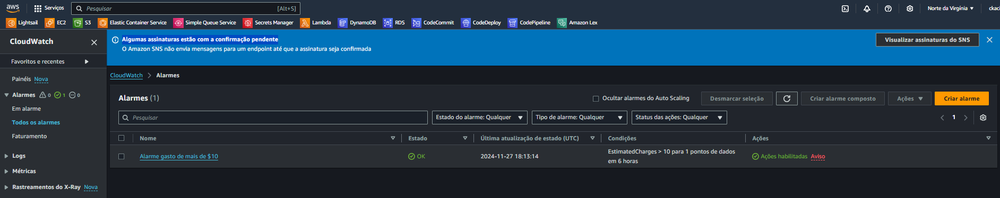 aws
Serviços
Pesquisar
[Alt+S]
Norte da Virgínia
ckaci
Lightsail
EC2
S3
Elastic Container Service
Simple Queue Service
Secrets Manager
Lambda
DynamoDB
RDS
CodeCommit
CodeDeploy
CodePipeline
Amazon Lex
CloudWatch
Favoritos e recentes
Painéis Nova
Alarmes 0 1 0
Em alarme
Todos os alarmes
Faturamento
Logs
Métricas
Rastreamentos do X-Ray Nova
Algumas assinaturas estão com a confirmação pendente
O Amazon SNS não envia mensagens para um endpoint até que a assinatura seja confirmada
Visualizar assinaturas do SNS
CloudWatch
Alarmes
Alarmes (1)
Ocultar alarmes do Auto Scaling
Desmarcar seleção
Criar alarme composto
Ações
Criar alarme
Pesquisar
Estado do alarme: Qualquer
Tipo de alarme: Qualquer
Status das ações: Qualquer
1
Nome
Estado
Última atualização de estado (UTC)
Condições
Ações
Alarme gasto de mais de $10
OK
2024-11-27 18:13:14
EstimatedCharges > 10 para 1 pontos de dados
em 6 horas
Ações habilitadas Aviso